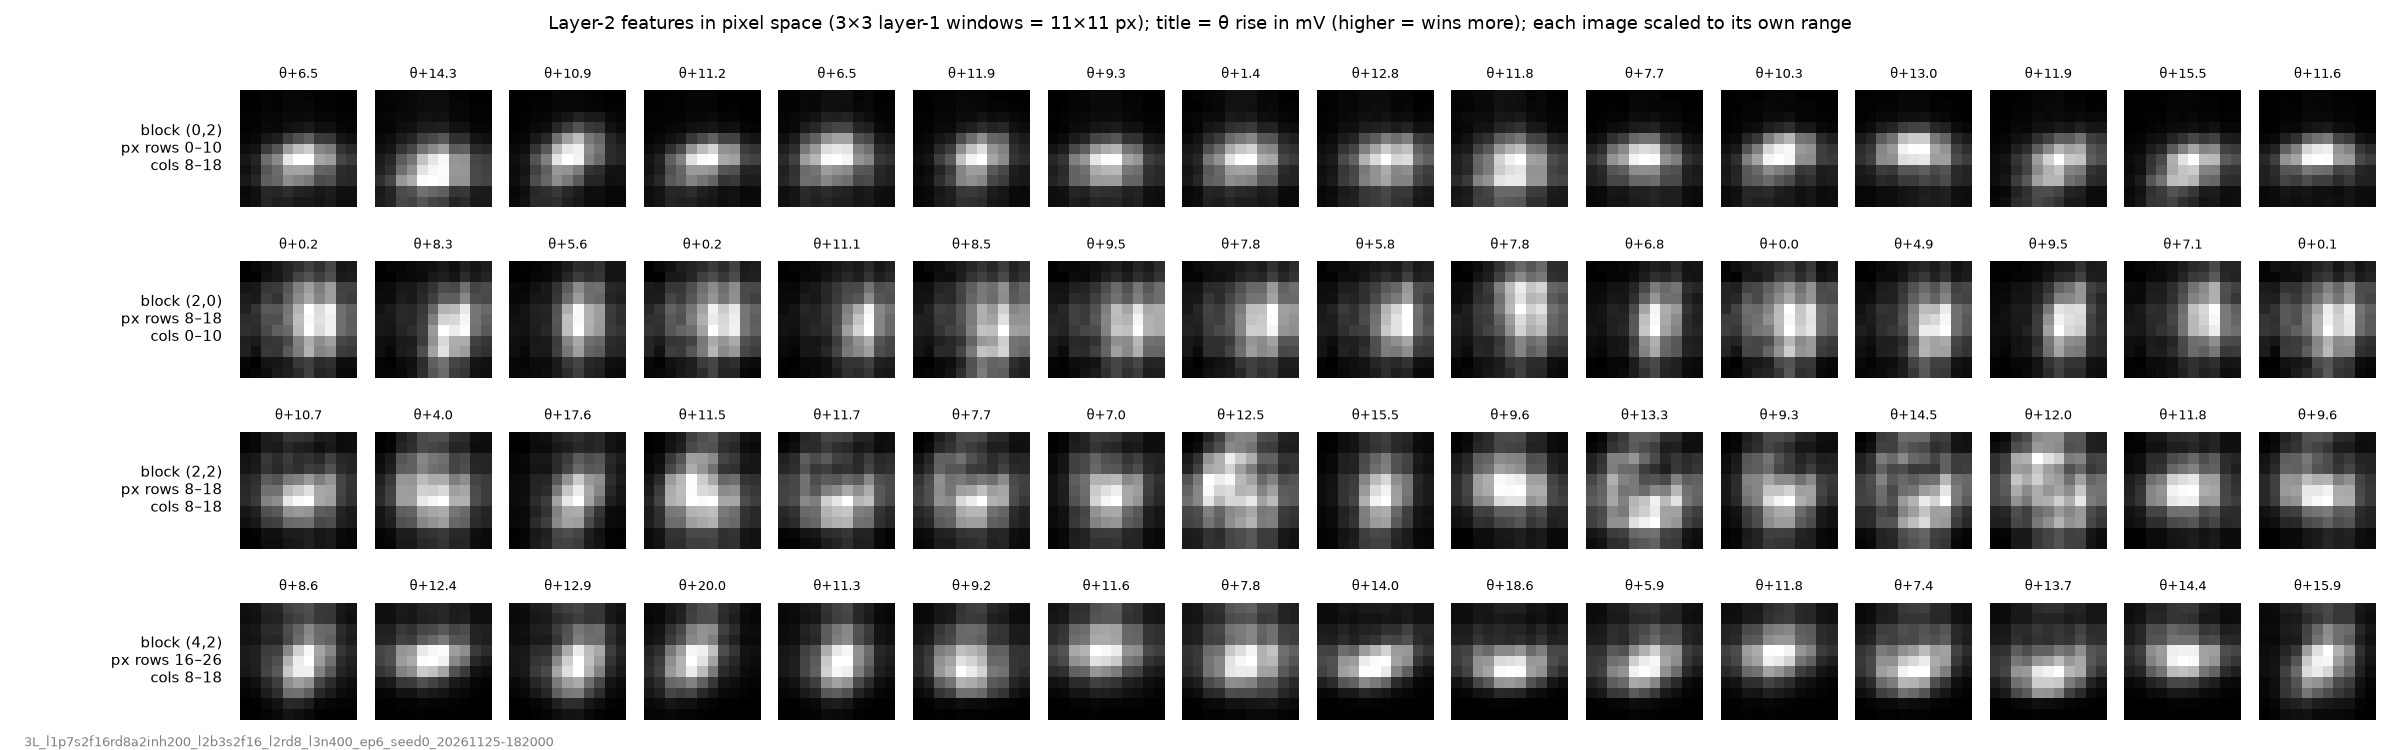 Layer-2 features in pixel space (3×3 layer-1 windows = 11×11 px); title = θ rise in mV (higher = wins more); each image scaled to its own range
θ+6.5 θ+14.3 θ+10.9 θ+11.2 θ+6.5 θ+11.9 θ+9.3 θ+1.4 θ+12.8 θ+11.8 θ+7.7 θ+10.3 θ+13.0 θ+11.9 θ+15.5 θ+11.6
block (0,2)
px rows 0–10
cols 8–18
θ+0.2 θ+8.3 θ+5.6 θ+0.2 θ+11.1 θ+8.5 θ+9.5 θ+7.8 θ+5.8 θ+7.8 θ+6.8 θ+0.0 θ+4.9 θ+9.5 θ+7.1 θ+0.1
block (2,0)
px rows 8–18
cols 0–10
θ+10.7 θ+4.0 θ+17.6 θ+11.5 θ+11.7 θ+7.7 θ+7.0 θ+12.5 θ+15.5 θ+9.6 θ+13.3 θ+9.3 θ+14.5 θ+12.0 θ+11.8 θ+9.6
block (2,2)
px rows 8–18
cols 8–18
θ+8.6 θ+12.4 θ+12.9 θ+20.0 θ+11.3 θ+9.2 θ+11.6 θ+7.8 θ+14.0 θ+18.6 θ+5.9 θ+11.8 θ+7.4 θ+13.7 θ+14.4 θ+15.9
block (4,2)
px rows 16–26
cols 8–18
3L_l1p7s2f16rd8a2inh200_l2b3s2f16_l2rd8_l3n400_ep6_seed0_20261125-182000